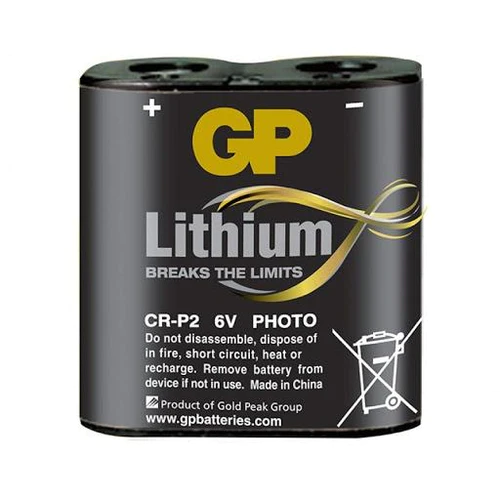 + −
GP
Lithium
BREAKS THE LIMITS
CR-P2 6V PHOTO
Do not disassemble, dispose of
in fire, short circuit, heat or
recharge. Remove battery from
device if not in use. Made in China
Product of Gold Peak Group
www.gpbatteries.com